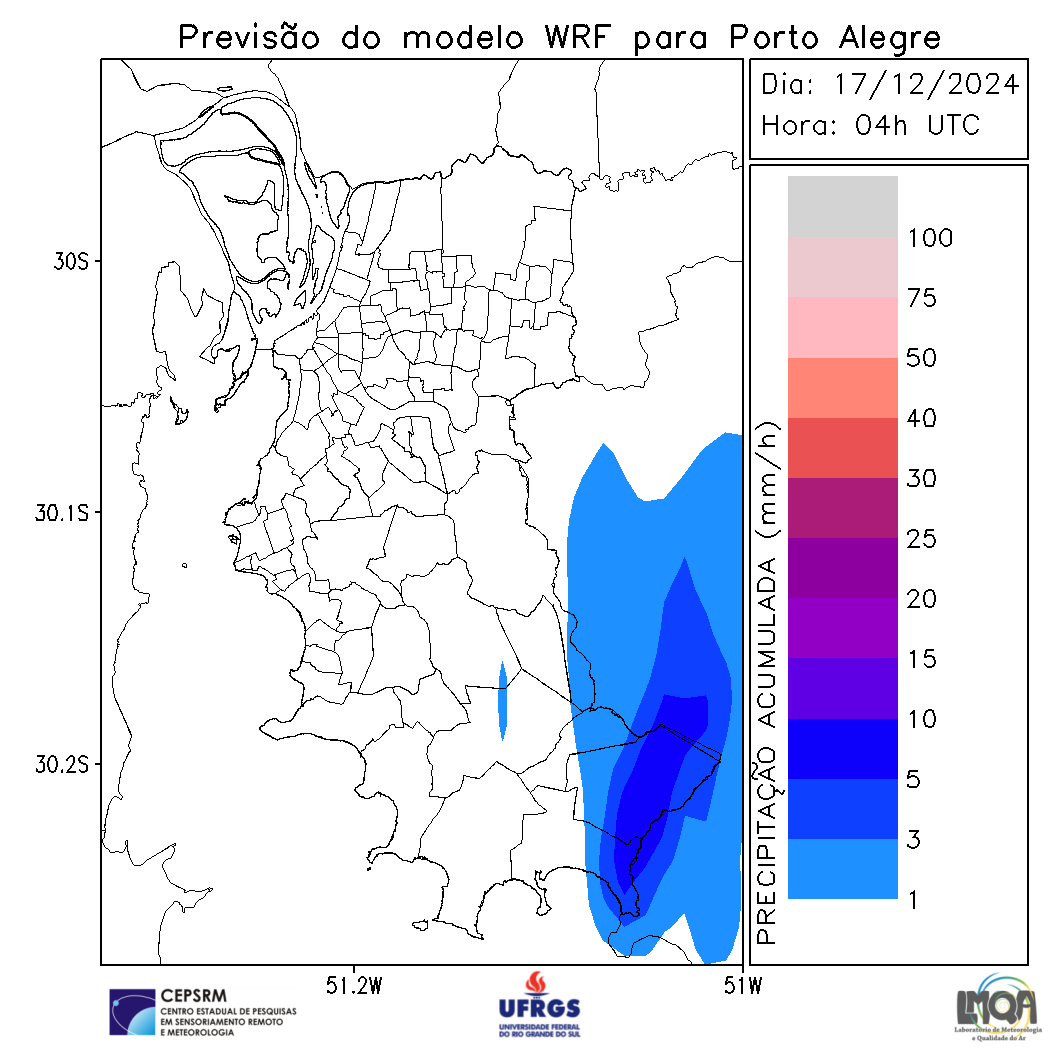 Previsão do modelo WRF para Porto Alegre
Dia: 17/12/2024
Hora: 04h UTC
30S
30.1S
30.2S
51.2W
51W
PRECIPITAÇÃO ACUMULADA (mm/h)
100
75
50
40
30
25
20
15
10
5
3
1
CEPSRM
CENTRO ESTADUAL DE PESQUISAS
EM SENSORIAMENTO REMOTO
E METEOROLOGIA
UFRGS
UNIVERSIDADE FEDERAL
DO RIO GRANDE DO SUL
LMQA
Laboratório de Meteorologia
e Qualidade do Ar